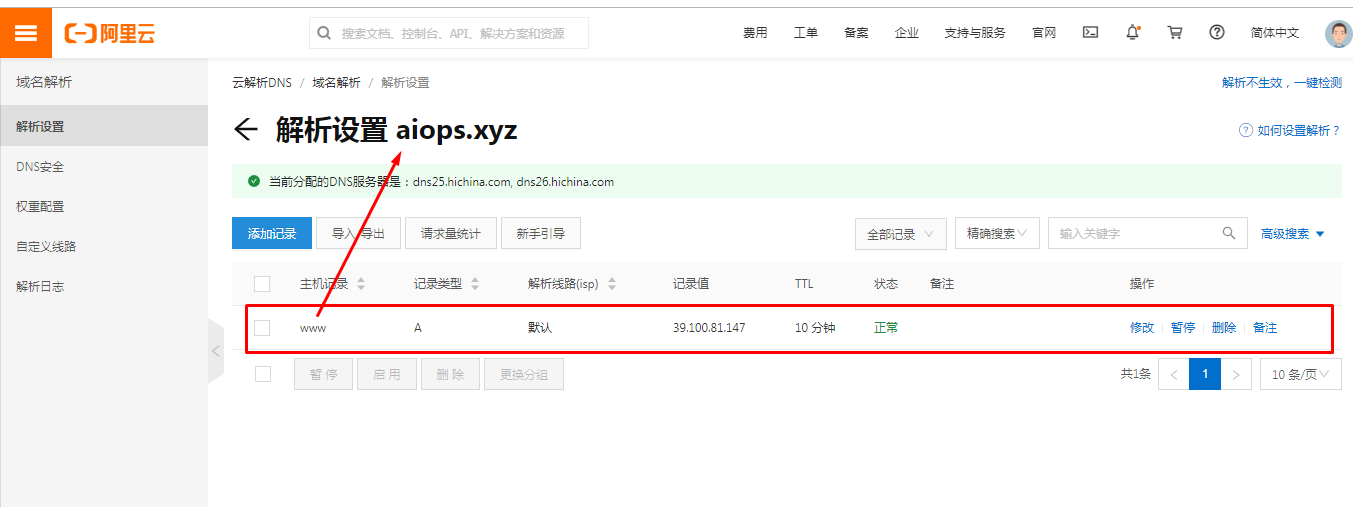 阿里云 搜索文档、控制台、API、解决方案和资源 费用 工单 备案 企业 支持与服务 官网 简体中文
域名解析 云解析DNS / 域名解析 / 解析设置 解析不生效，一键检测
解析设置 解析设置 aiops.xyz ? 如何设置解析？
DNS安全 当前分配的DNS服务器是：dns25.hichina.com, dns26.hichina.com
权重配置
自定义线路 添加记录 导入 导出 请求量统计 新手引导 全部记录 精确搜索 输入关键字 高级搜索
解析日志 主机记录 记录类型 解析线路(isp) 记录值 TTL 状态 备注 操作
www A 默认 39.100.81.147 10 分钟 正常 修改 暂停 删除 备注
暂 停 启 用 删 除 更换分组 共1条 < 1 > 10 条/页